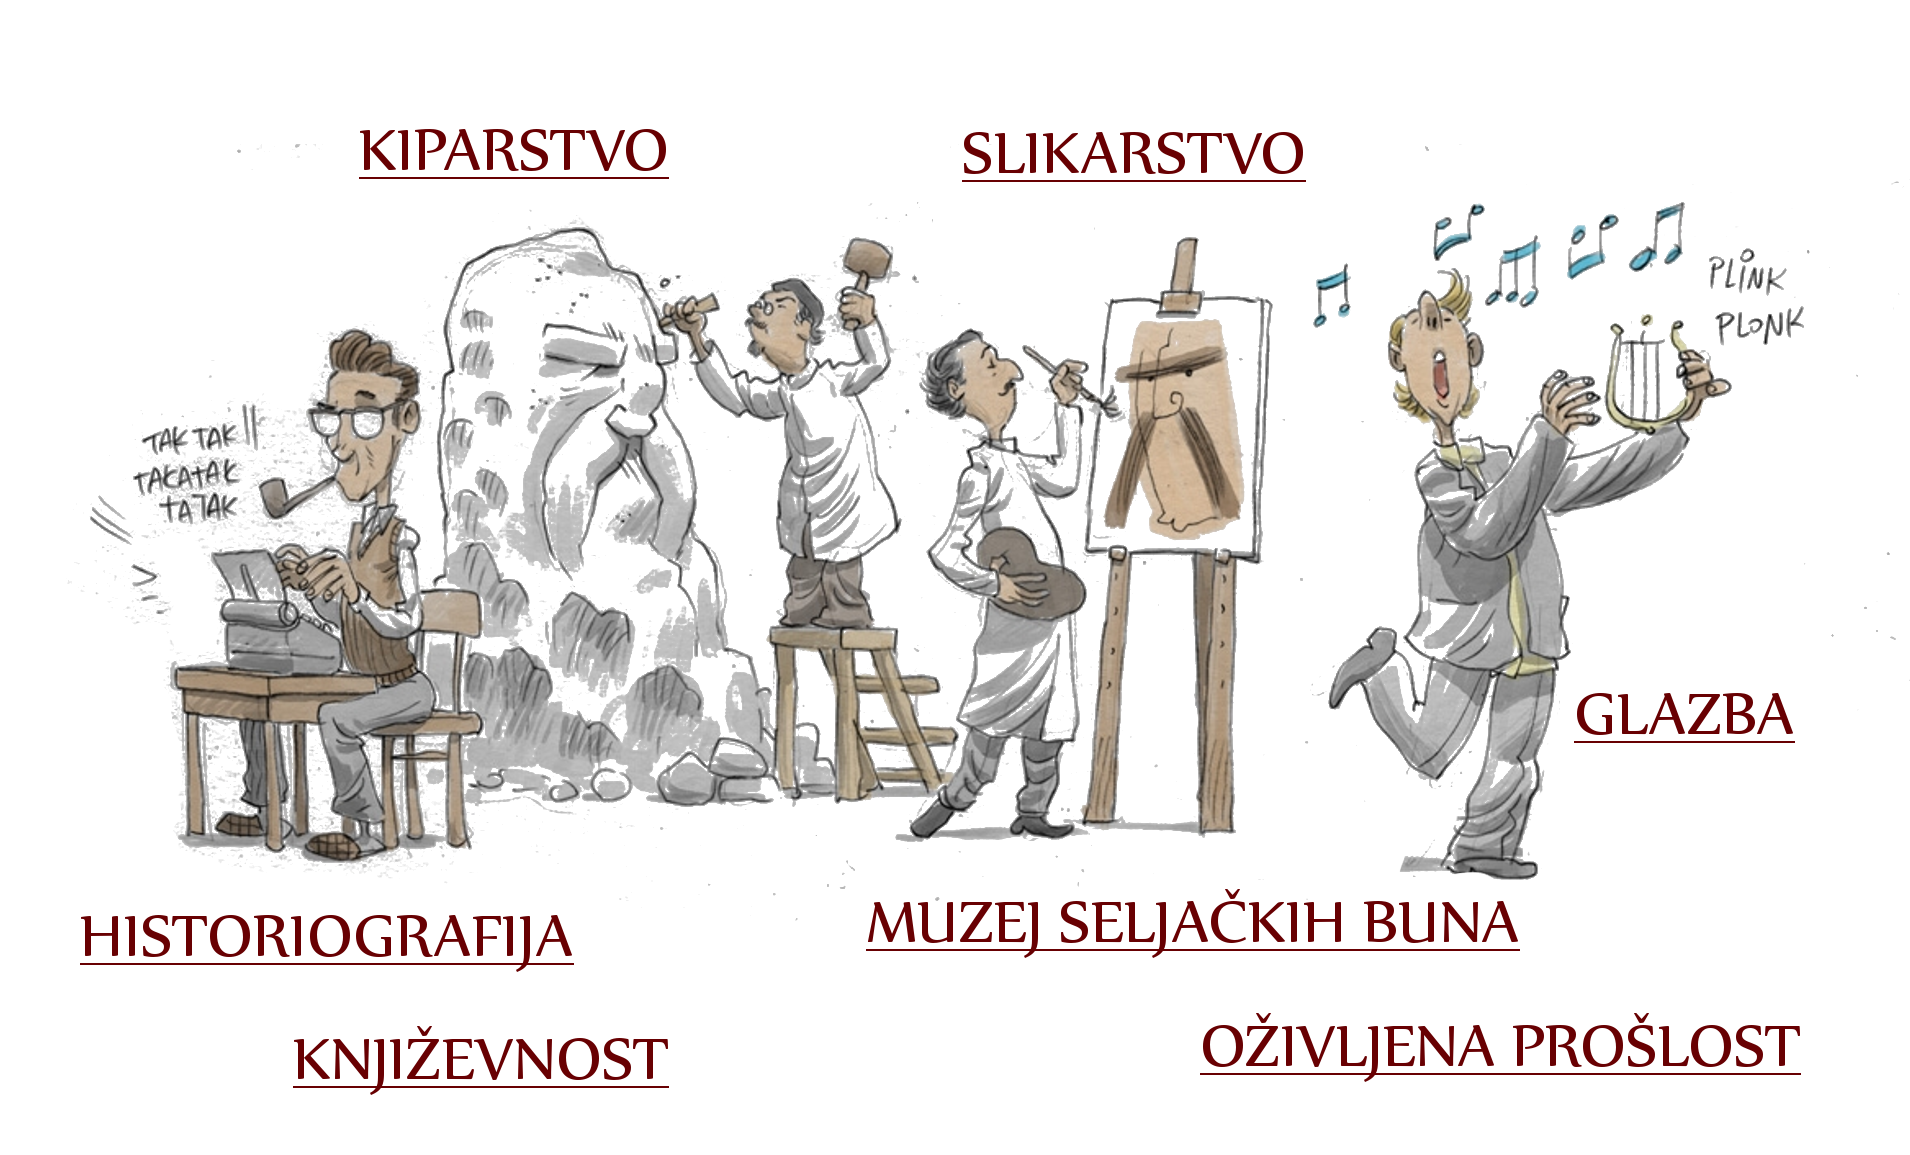 KIPARSTVO
SLIKARSTVO
PLINK
PLONK
TAK TAK
TAKATAK
TATAK
GLAZBA
HISTORIOGRAFIJA
MUZEJ SELJAČKIH BUNA
KNJIŽEVNOST
OŽIVLJENA PROŠLOST